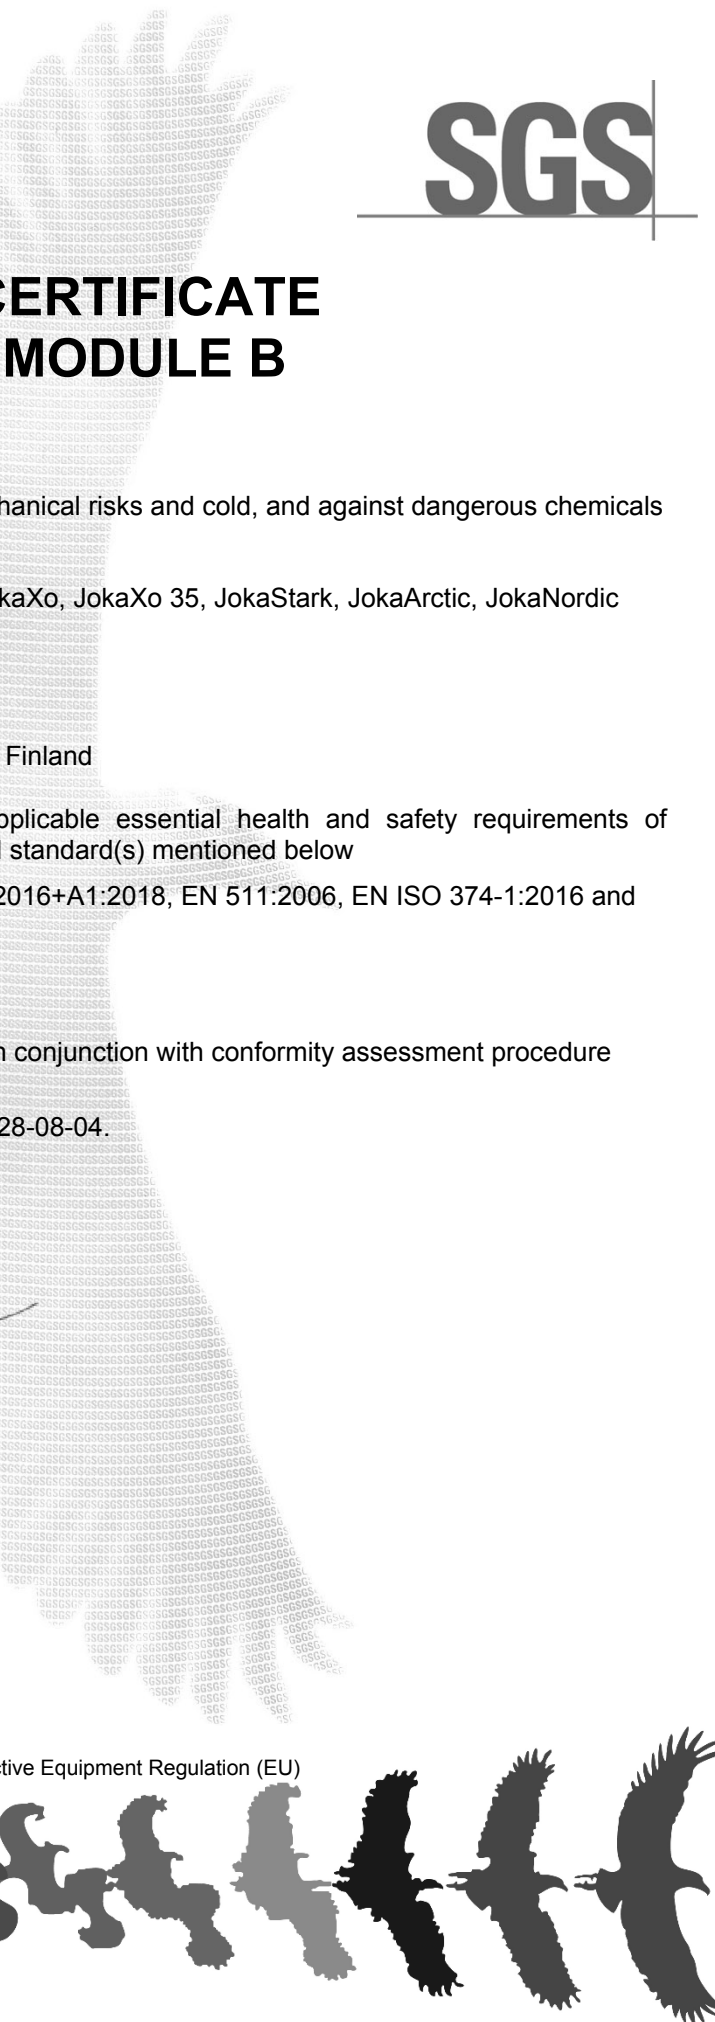 SGS
CERTIFICATE
MODULE B
hanical risks and cold, and against dangerous chemicals
kaXo, JokaXo 35, JokaStark, JokaArctic, JokaNordic
Finland
pplicable essential health and safety requirements of
standard(s) mentioned below
2016+A1:2018, EN 511:2006, EN ISO 374-1:2016 and
conjunction with conformity assessment procedure
28-08-04.
ctive Equipment Regulation (EU)